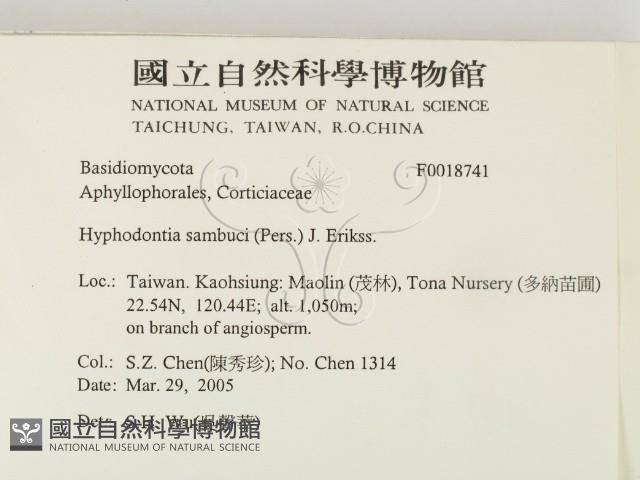 國立自然科學博物館
NATIONAL MUSEUM OF NATURAL SCIENCE
TAICHUNG, TAIWAN, R.O.CHINA
Basidiomycota F0018741
Aphyllophorales, Corticiaceae
Hyphodontia sambuci (Pers.) J. Erikss.
Loc.: Taiwan. Kaohsiung: Maolin (茂林), Tona Nursery (多納苗圃)
22.54N, 120.44E; alt. 1,050m;
on branch of angiosperm.
Col.: S.Z. Chen(陳秀珍); No. Chen 1314
Date: Mar. 29, 2005
Det.: S.H. Wu
國立自然科學博物館
NATIONAL MUSEUM OF NATURAL SCIENCE